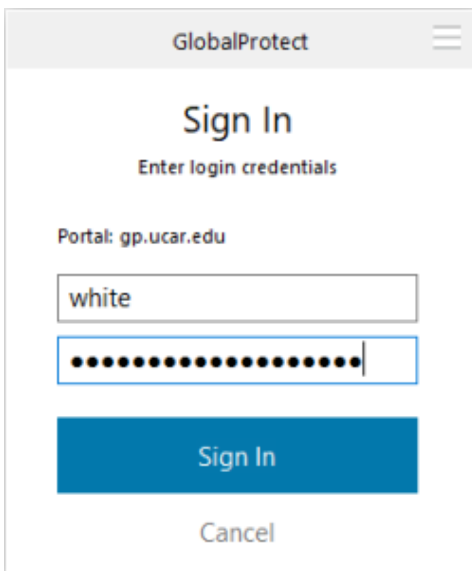 GlobalProtect
Sign In
Enter login credentials
Portal: gp.ucar.edu
white
●●●●●●●●●●●●●●●●●●●
Sign In
Cancel